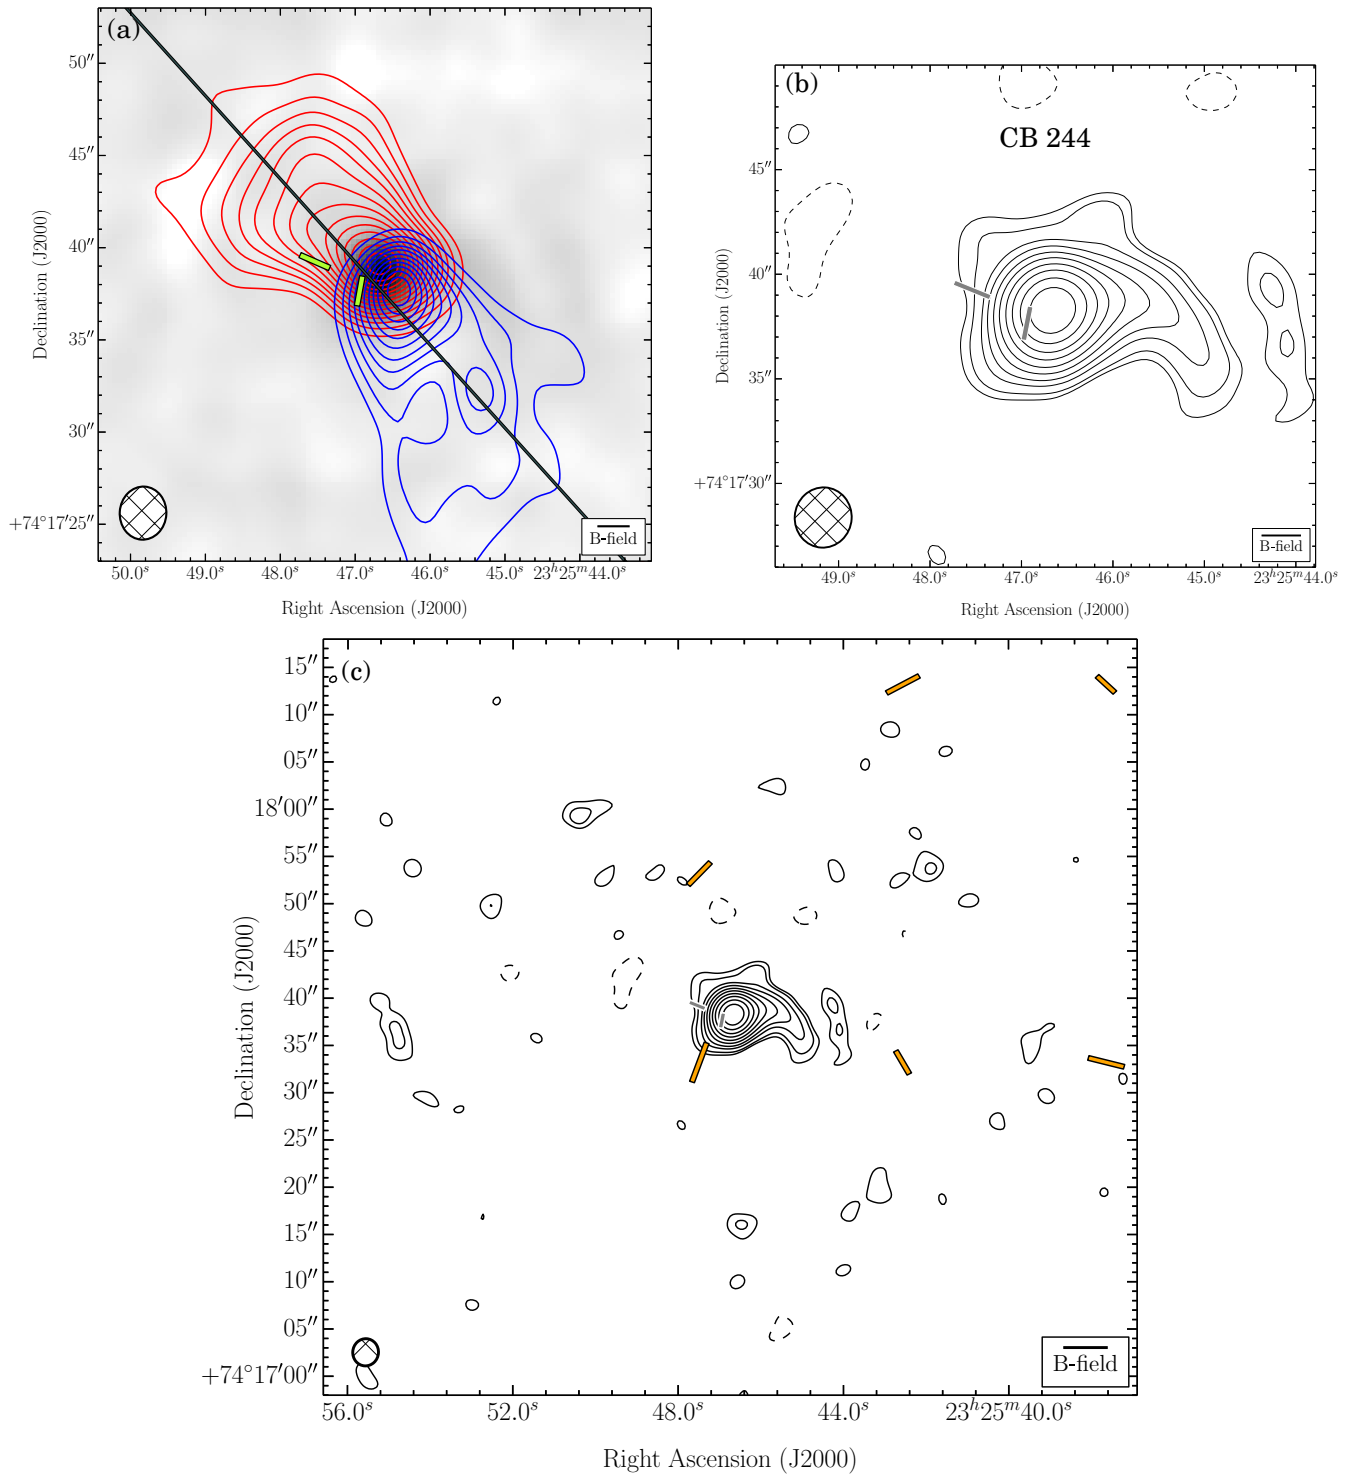 (a)
50″
45″
40″
35″
30″
+74°17′25″
Declination (J2000)
B-field
50.0ˢ 49.0ˢ 48.0ˢ 47.0ˢ 46.0ˢ 45.0ˢ 23ʰ25ᵐ44.0ˢ
Right Ascension (J2000)
(b)
CB 244
45″
40″
35″
+74°17′30″
Declination (J2000)
B-field
49.0ˢ 48.0ˢ 47.0ˢ 46.0ˢ 45.0ˢ 23ʰ25ᵐ44.0ˢ
Right Ascension (J2000)
(c)
15″
10″
05″
18′00″
55″
50″
45″
40″
35″
30″
25″
20″
15″
10″
05″
+74°17′00″
Declination (J2000)
B-field
56.0ˢ 52.0ˢ 48.0ˢ 44.0ˢ 23ʰ25ᵐ40.0ˢ
Right Ascension (J2000)